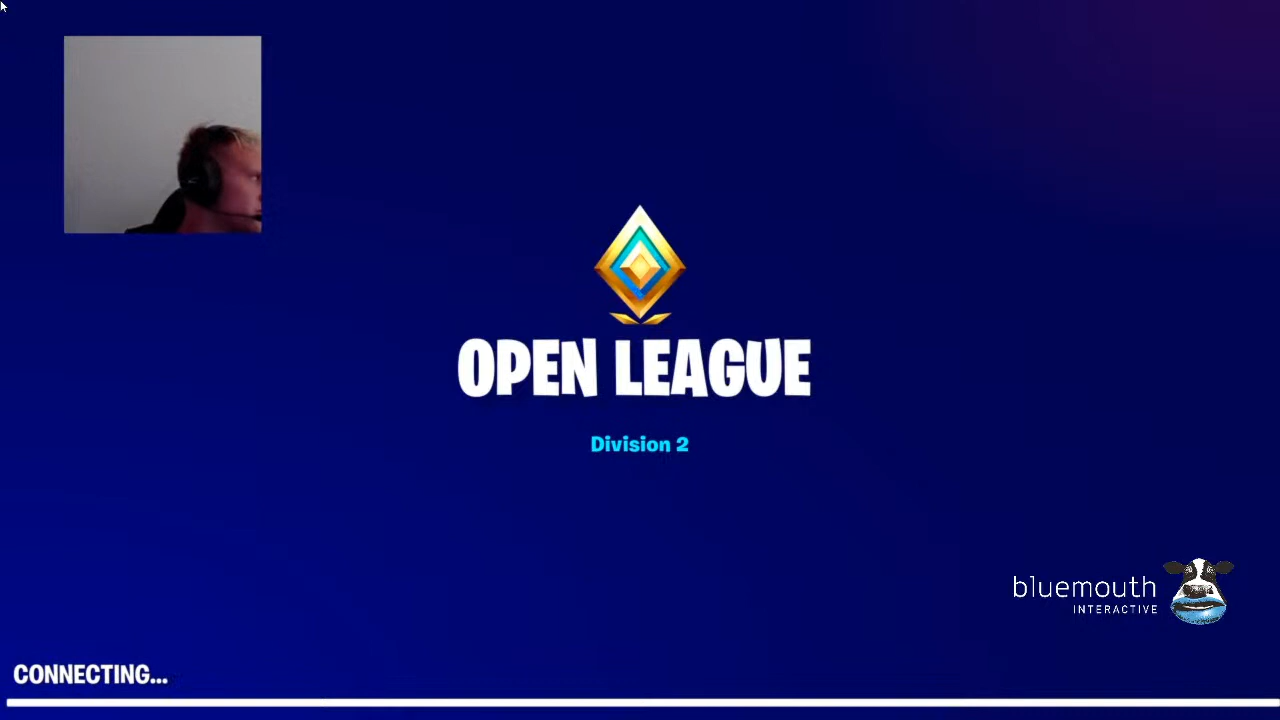 OPEN LEAGUE
Division 2
bluemouth
INTERACTIVE
CONNECTING...